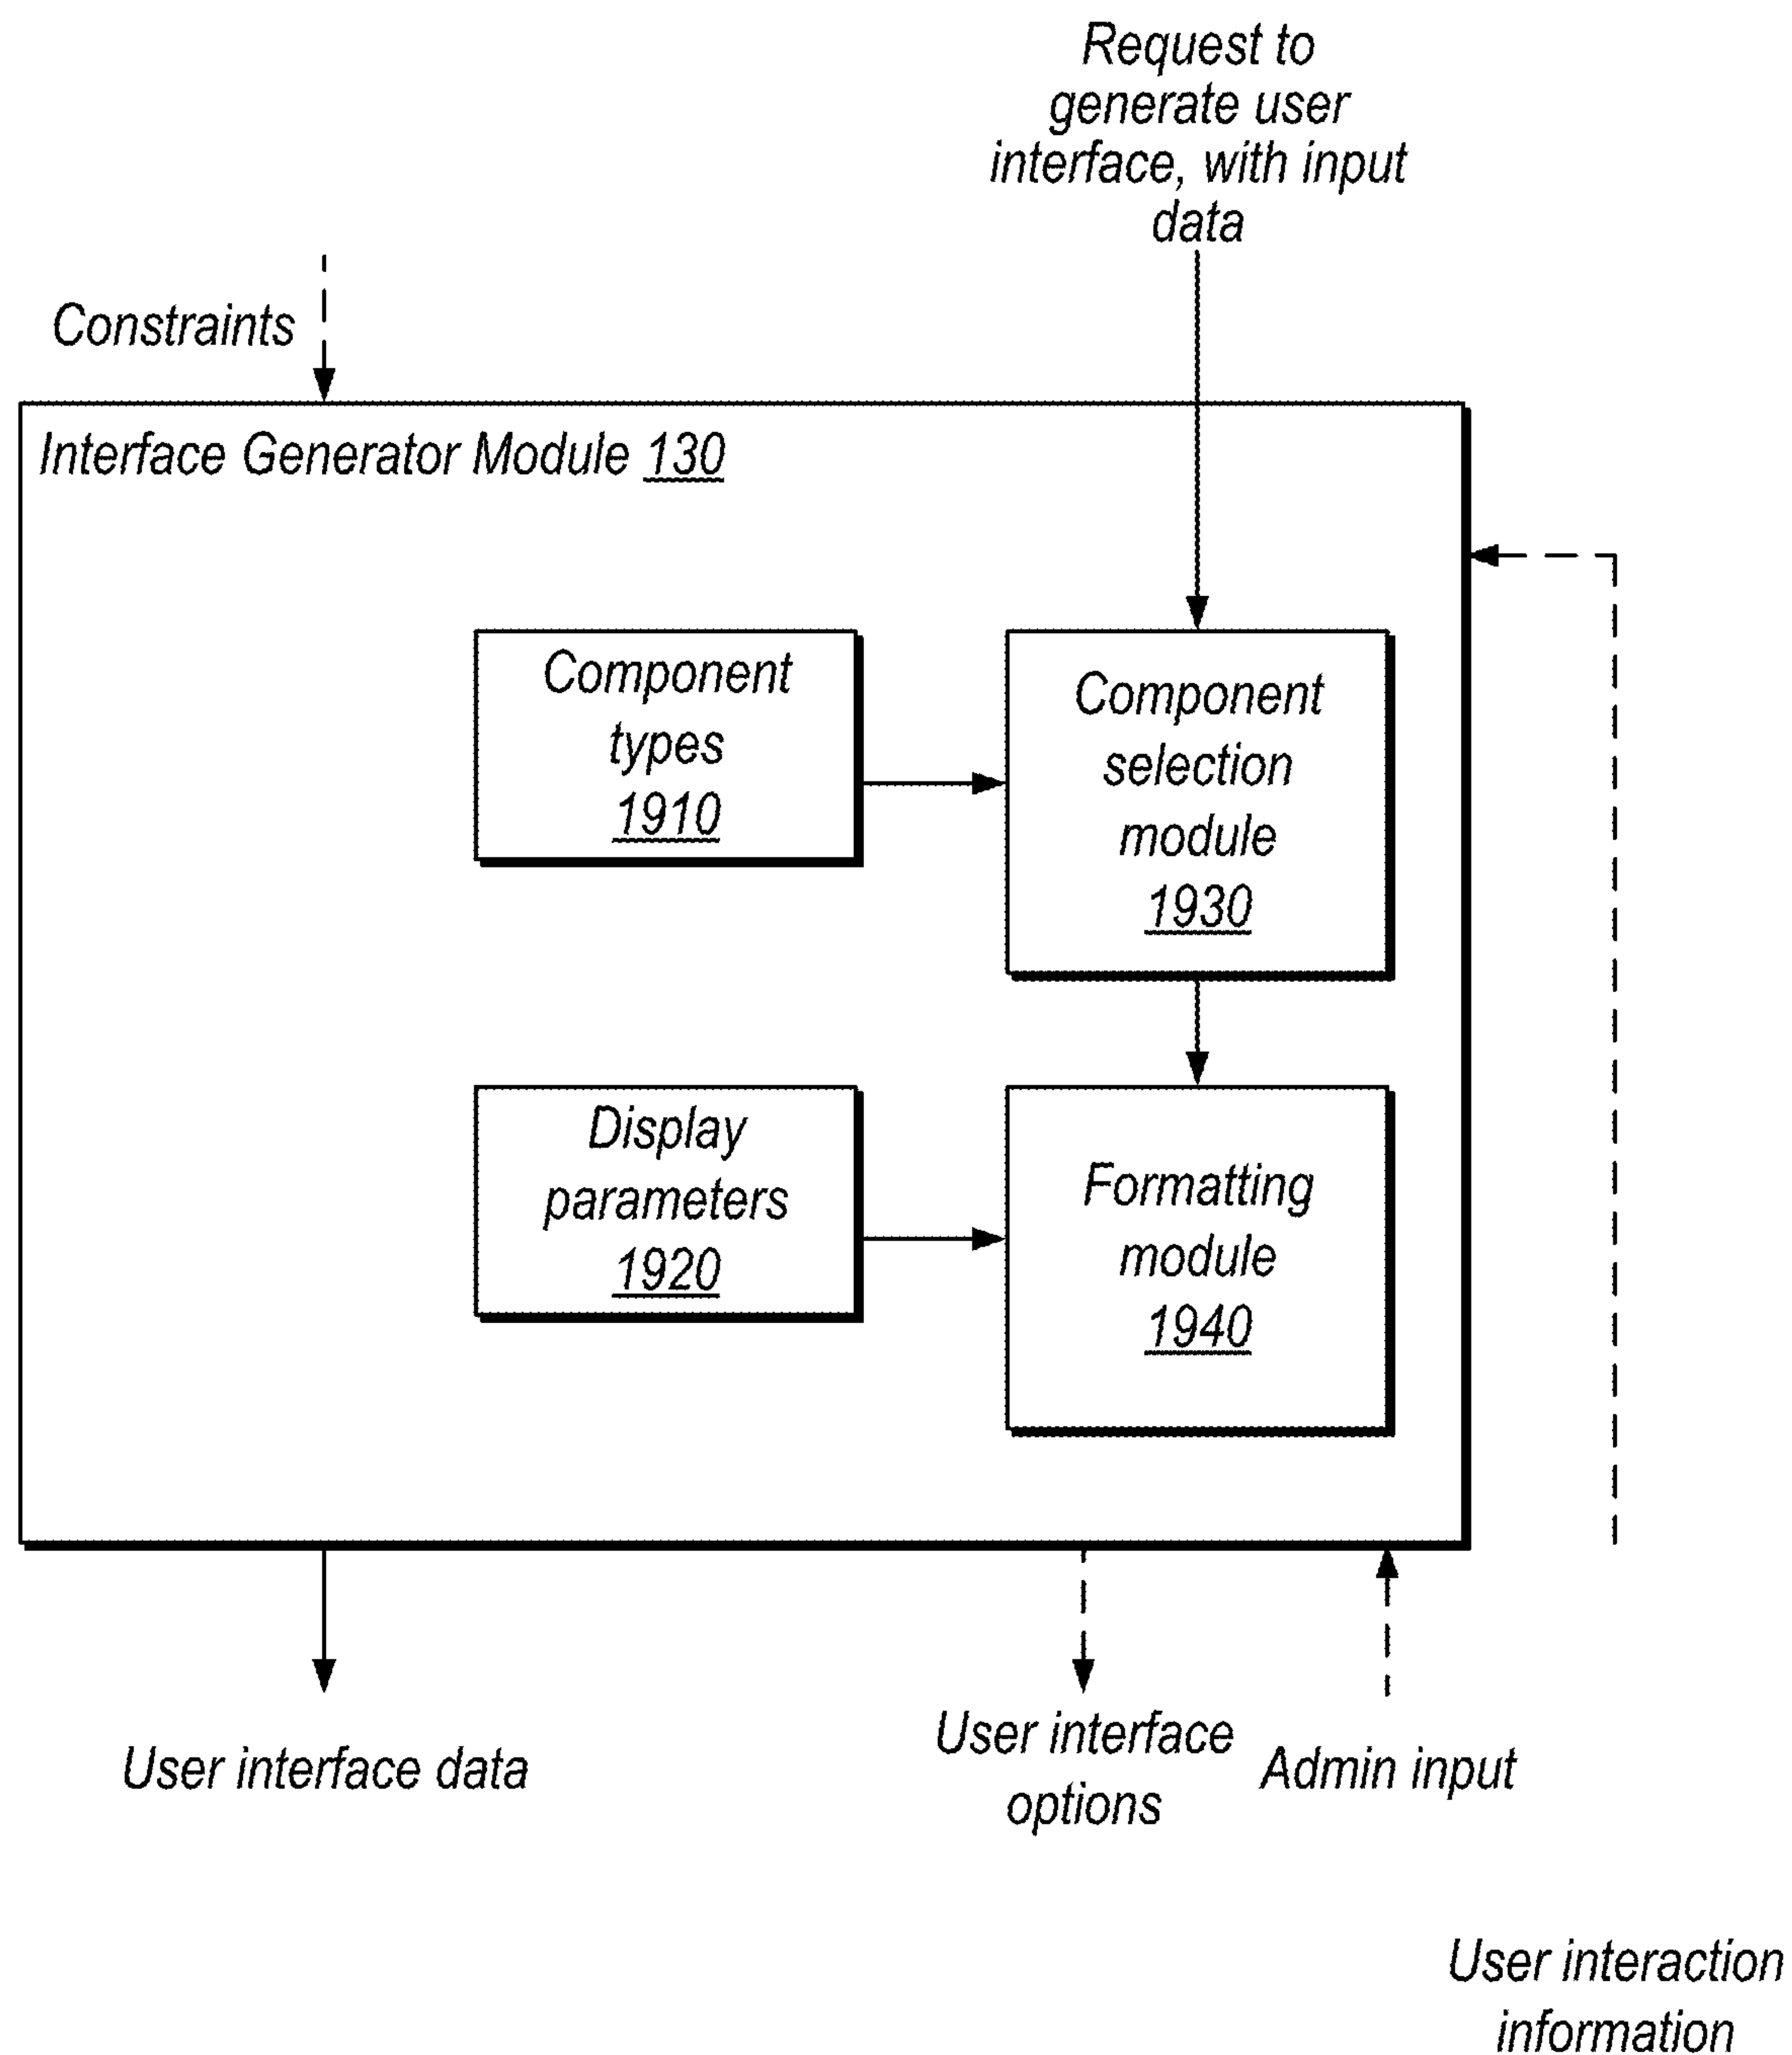 Request to
generate user
interface, with input
data
Constraints
Interface Generator Module 130
Component
types
1910
Component
selection
module
1930
Display
parameters
1920
Formatting
module
1940
User interface data
User interface
options
Admin input
User interaction
information